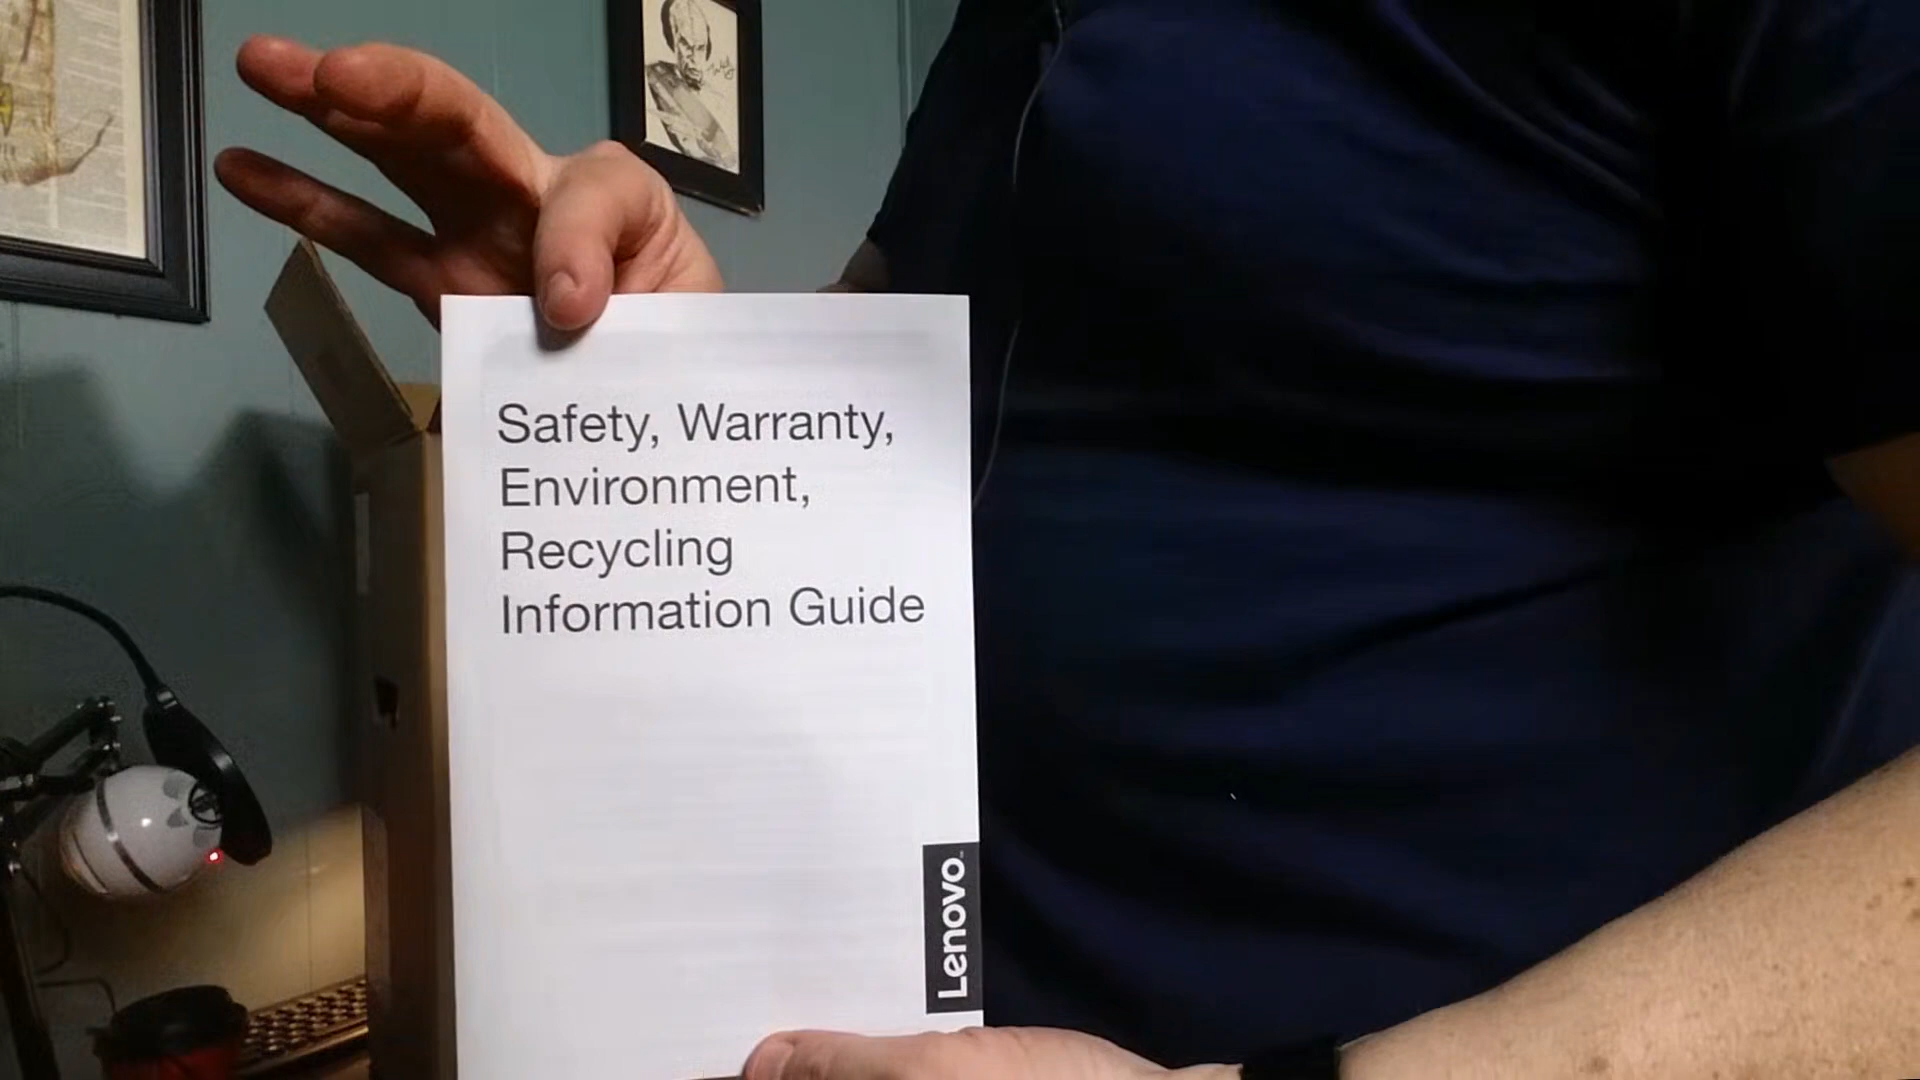 Safety, Warranty,
Environment,
Recycling
Information Guide
Lenovo